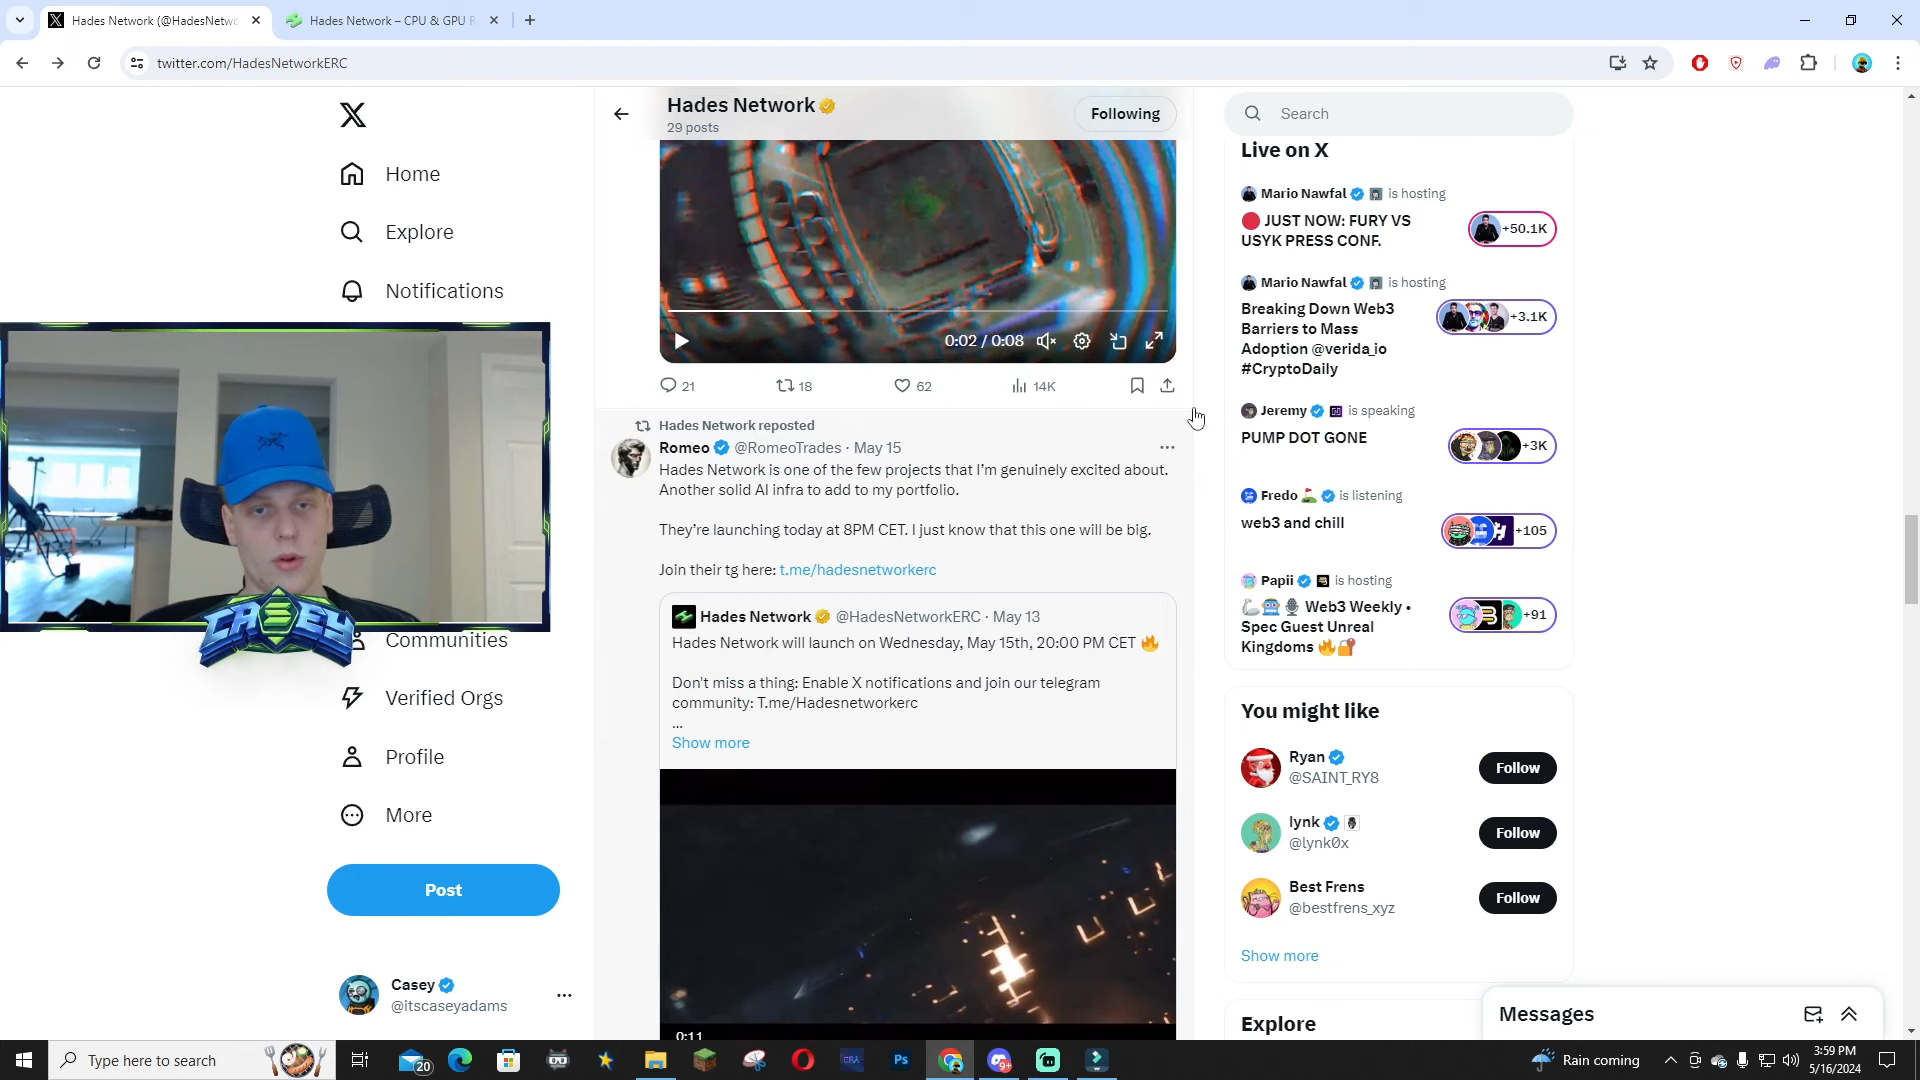 Hades Network (@HadesNetwo
Hades Network – CPU & GPU R
twitter.com/HadesNetworkERC
Hades Network
29 posts
Following
Search
Home
Explore
Notifications
Communities
Verified Orgs
Profile
More
Post
Casey
@itscaseyadams
CASEY
0:02 / 0:08
21
18
62
14K
Hades Network reposted
Romeo @RomeoTrades · May 15
Hades Network is one of the few projects that I'm genuinely excited about.
Another solid AI infra to add to my portfolio.
They're launching today at 8PM CET. I just know that this one will be big.
Join their tg here: t.me/hadesnetworkerc
Hades Network @HadesNetworkERC · May 13
Hades Network will launch on Wednesday, May 15th, 20:00 PM CET 🔥
Don't miss a thing: Enable X notifications and join our telegram
community: T.me/Hadesnetworkerc
...
Show more
0:11
Live on X
Mario Nawfal is hosting
🔴 JUST NOW: FURY VS
USYK PRESS CONF.
+50.1K
Mario Nawfal is hosting
Breaking Down Web3
Barriers to Mass
Adoption @verida_io
#CryptoDaily
+3.1K
Jeremy is speaking
PUMP DOT GONE
+3K
Fredo ⛳ is listening
web3 and chill
+105
Papii is hosting
🦾🤖🎙 Web3 Weekly •
Spec Guest Unreal
Kingdoms 🔥🔐
+91
You might like
Ryan
@SAINT_RY8
Follow
lynk
@lynk0x
Follow
Best Frens
@bestfrens_xyz
Follow
Show more
Explore
Messages
Type here to search
20
Ps
9+
Rain coming
3:59 PM
5/16/2024